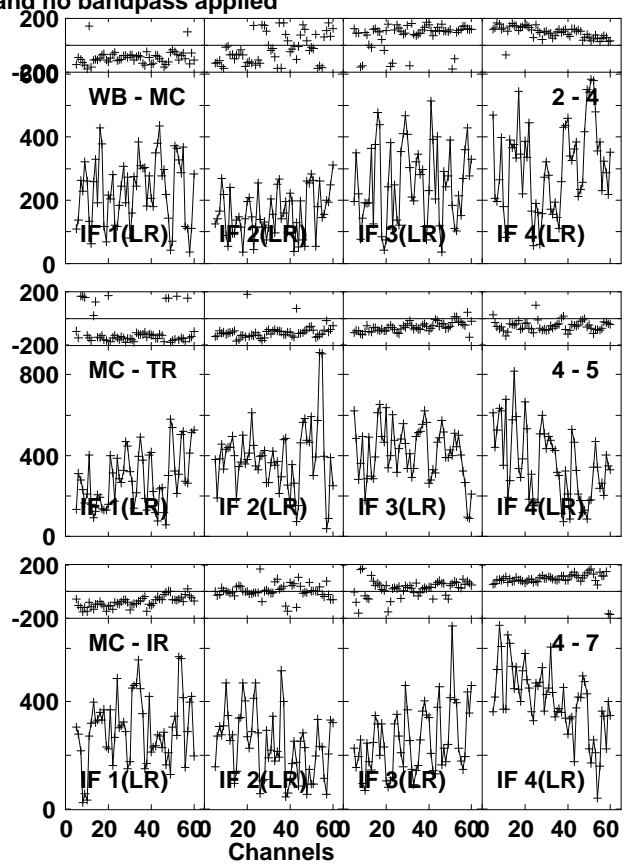 and no bandpass applied
200
-200
600
WB - MC
2 - 4
400
200
IF 1(LR) IF 2(LR) IF 3(LR) IF 4(LR)
0
200
-200
800
MC - TR
4 - 5
400
IF 1(LR) IF 2(LR) IF 3(LR) IF 4(LR)
0
200
-200
MC - IR
4 - 7
400
IF 1(LR) IF 2(LR) IF 3(LR) IF 4(LR)
0
0 20 40 60 0 20 40 60 0 20 40 60 0 20 40 60
Channels